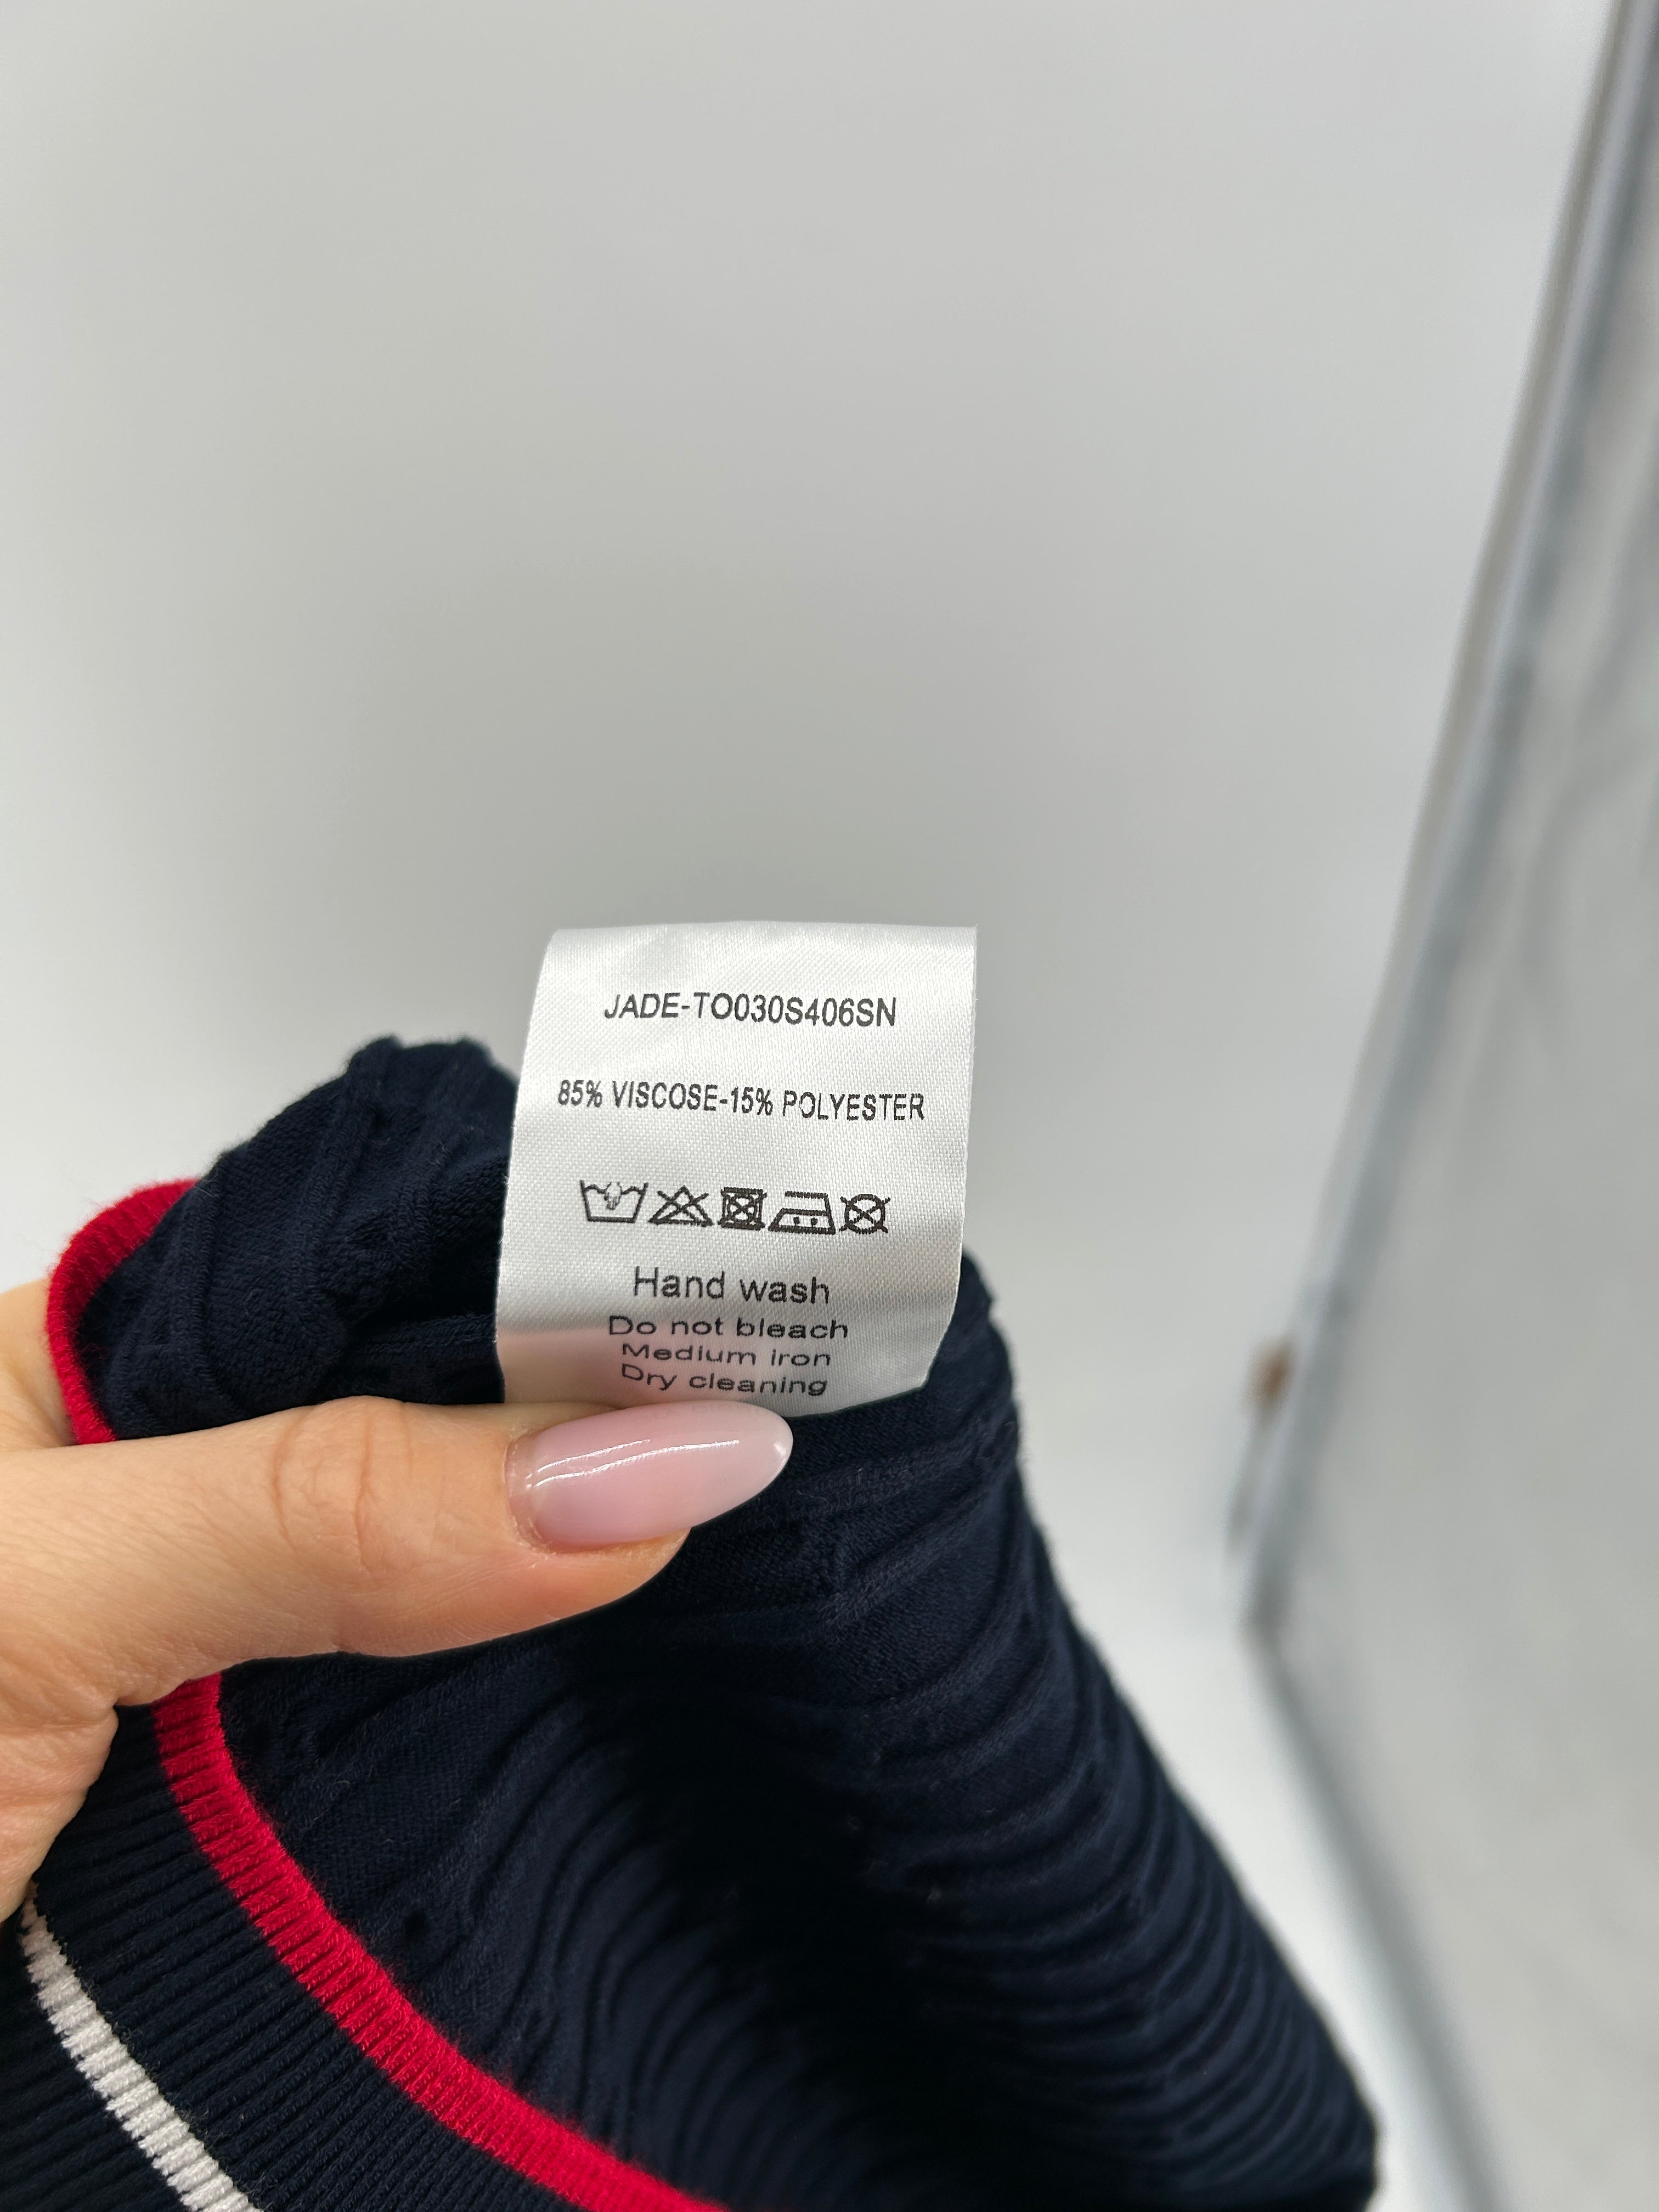 JADE-TO030S406SN
85% VISCOSE-15% POLYESTER
Hand wash
Do not bleach
Medium iron
Dry cleaning